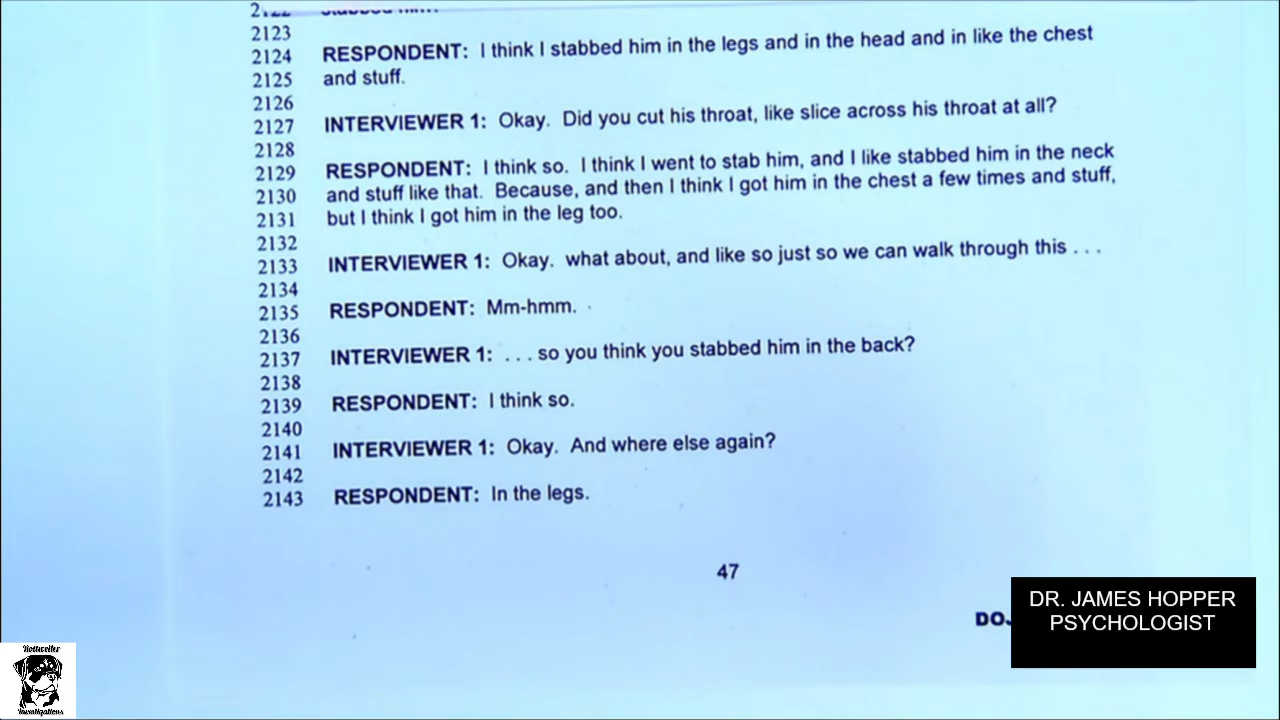 2123
2124 RESPONDENT: I think I stabbed him in the legs and in the head and in like the chest
2125 and stuff.
2126
2127 INTERVIEWER 1: Okay. Did you cut his throat, like slice across his throat at all?
2128
2129 RESPONDENT: I think so. I think I went to stab him, and I like stabbed him in the neck
2130 and stuff like that. Because, and then I think I got him in the chest a few times and stuff,
2131 but I think I got him in the leg too.
2132
2133 INTERVIEWER 1: Okay. what about, and like so just so we can walk through this . . .
2134
2135 RESPONDENT: Mm-hmm.
2136
2137 INTERVIEWER 1: . . . so you think you stabbed him in the back?
2138
2139 RESPONDENT: I think so.
2140
2141 INTERVIEWER 1: Okay. And where else again?
2142
2143 RESPONDENT: In the legs.
47
DR. JAMES HOPPER
PSYCHOLOGIST
Rottweiler
Investigations